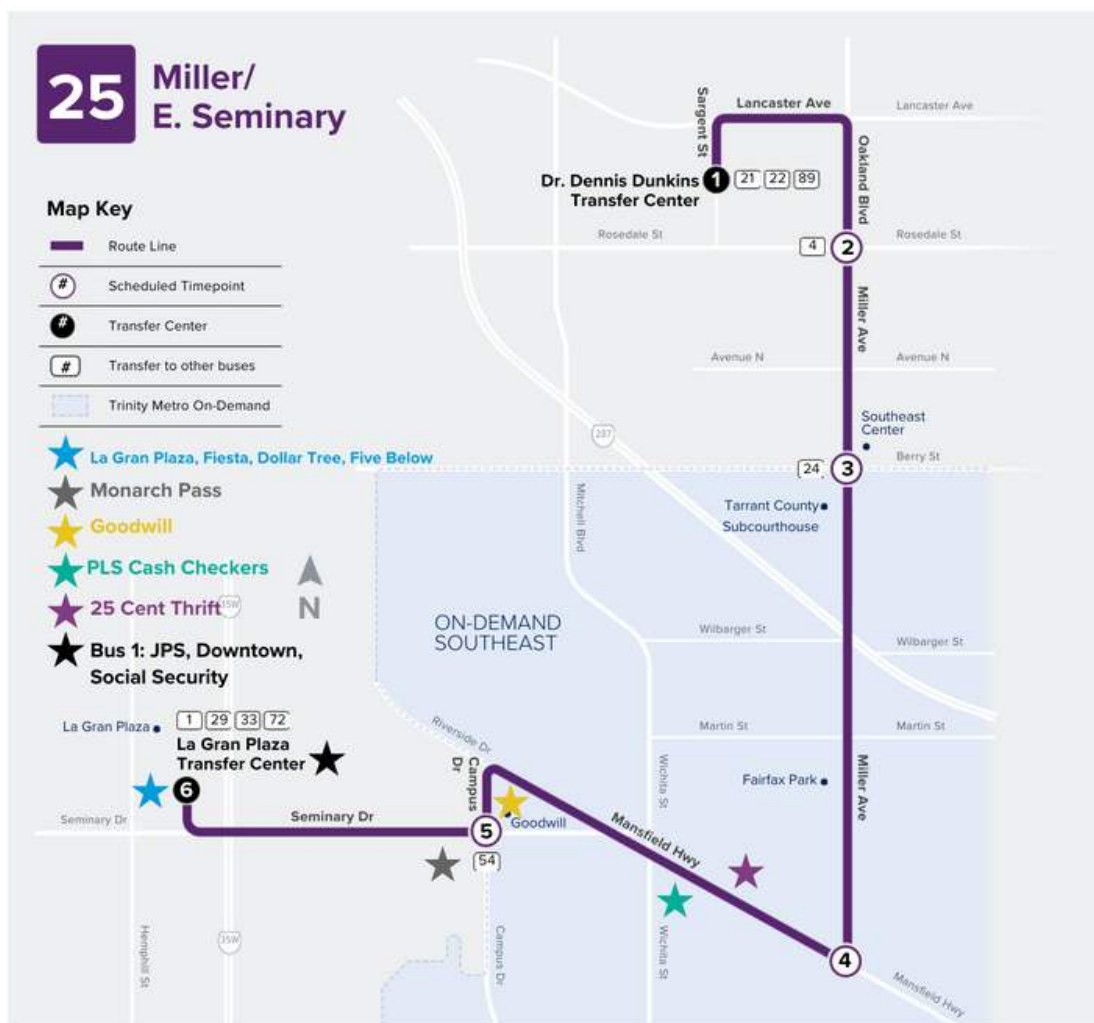 25
Miller/
E. Seminary
Map Key
Route Line
# Scheduled Timepoint
# Transfer Center
# Transfer to other buses
Trinity Metro On-Demand
La Gran Plaza, Fiesta, Dollar Tree, Five Below
Monarch Pass
Goodwill
PLS Cash Checkers
25 Cent Thrift
Bus 1: JPS, Downtown,
Social Security
N
35W
Sargent St
Lancaster Ave
Lancaster Ave
Oakland Blvd
Dr. Dennis Dunkins
Transfer Center
1
21 22 89
Rosedale St
4
2
Rosedale St
Miller Ave
Avenue N
Avenue N
287
Southeast
Center
24
3
Berry St
Mitchell Blvd
Tarrant County
Subcourthouse
ON-DEMAND
SOUTHEAST
Wilbarger St
Wilbarger St
Martin St
Martin St
Riverside Dr
Campus
Dr
Wichita St
Fairfax Park
Miller Ave
La Gran Plaza
1 29 33 72
La Gran Plaza
Transfer Center
6
Seminary Dr
Seminary Dr
5
Goodwill
54
Mansfield Hwy
Hemphill St
35W
Campus Dr
Wichita St
4
Mansfield Hwy